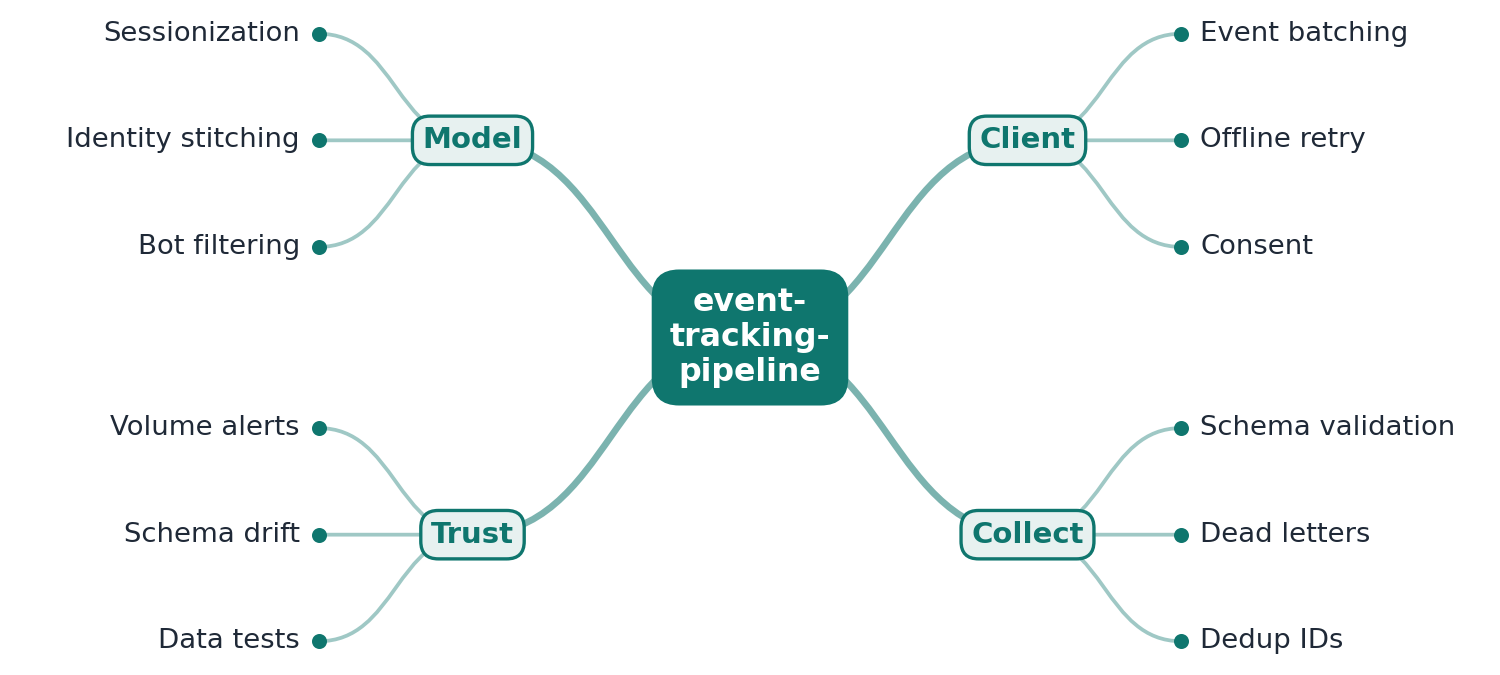 Sessionization
Identity stitching
Bot filtering
Model
Event batching
Offline retry
Consent
Client
event-
tracking-
pipeline
Volume alerts
Schema drift
Data tests
Trust
Schema validation
Dead letters
Dedup IDs
Collect